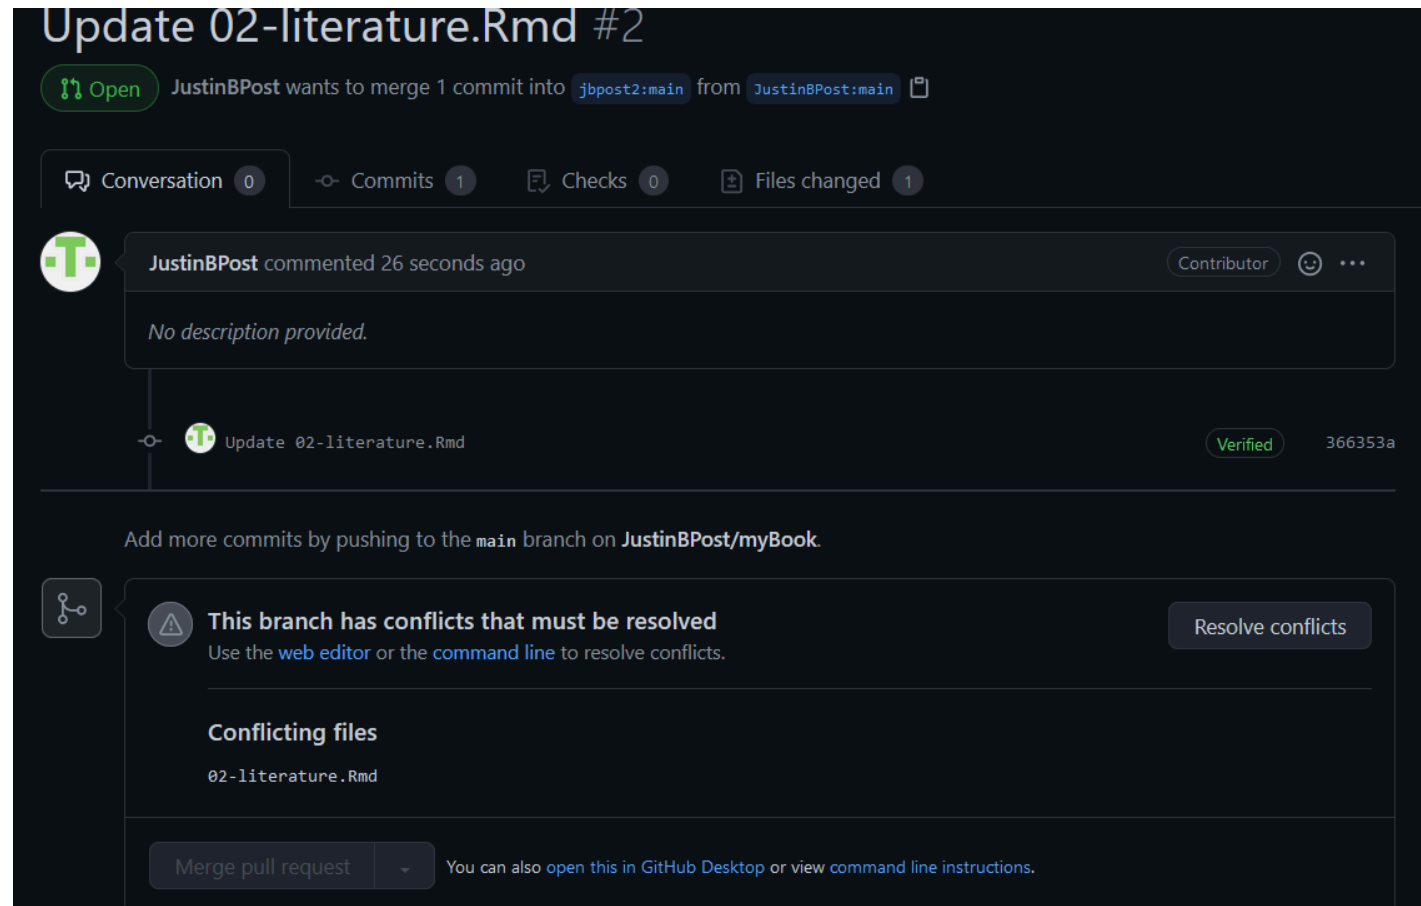 Update 02-literature.Rmd #2
Open JustinBPost wants to merge 1 commit into jbpost2:main from JustinBPost:main
Conversation 0 Commits 1 Checks 0 Files changed 1
JustinBPost commented 26 seconds ago Contributor
No description provided.
Update 02-literature.Rmd Verified 366353a
Add more commits by pushing to the main branch on JustinBPost/myBook.
This branch has conflicts that must be resolved
Resolve conflicts
Use the web editor or the command line to resolve conflicts.
Conflicting files
02-literature.Rmd
Merge pull request You can also open this in GitHub Desktop or view command line instructions.